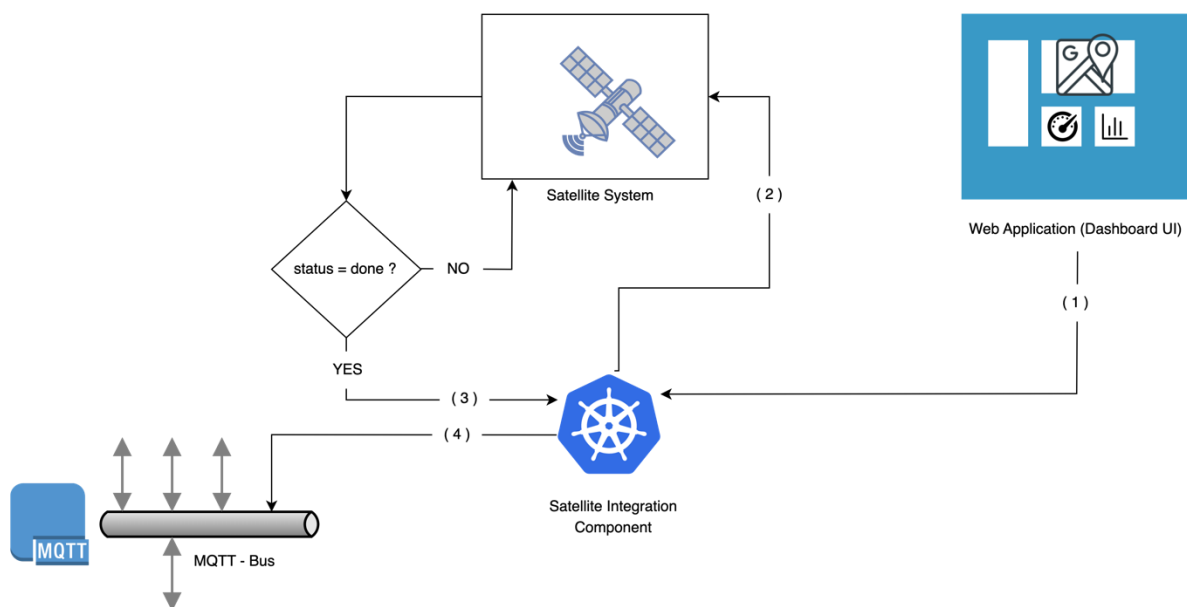 G
Satellite System
( 2 )
Web Application (Dashboard UI)
status = done ?
NO
( 1 )
YES
( 3 )
( 4 )
Satellite Integration
Component
MQTT
MQTT - Bus